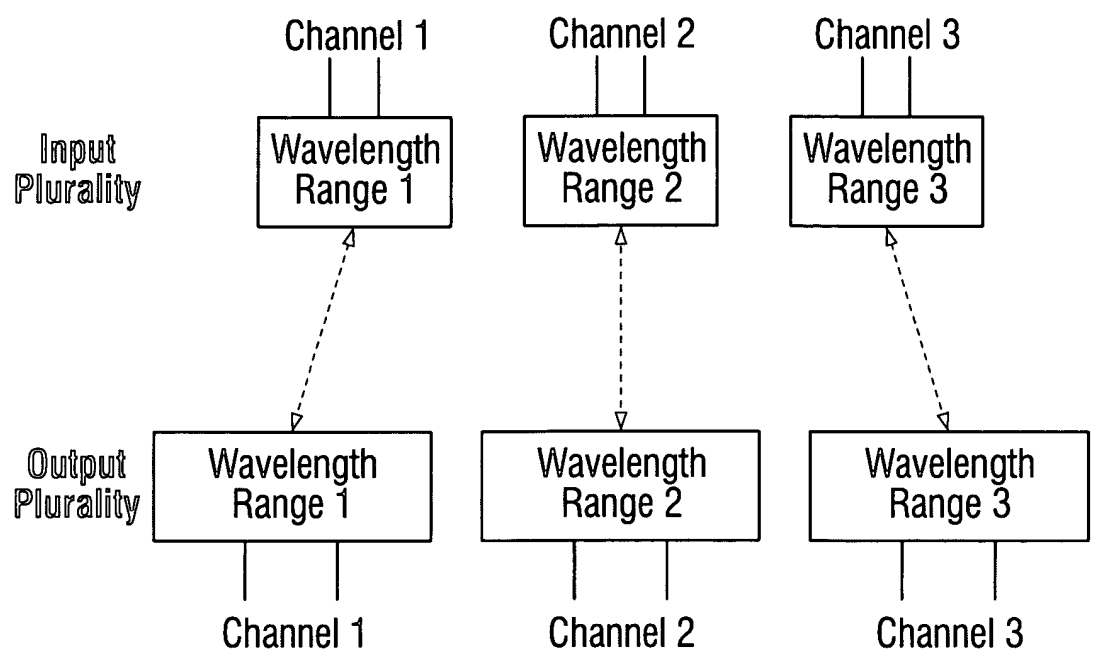 Channel 1
Channel 2
Channel 3
Input
Plurality
Wavelength
Range 1
Wavelength
Range 2
Wavelength
Range 3
Output
Plurality
Wavelength
Range 1
Wavelength
Range 2
Wavelength
Range 3
Channel 1
Channel 2
Channel 3